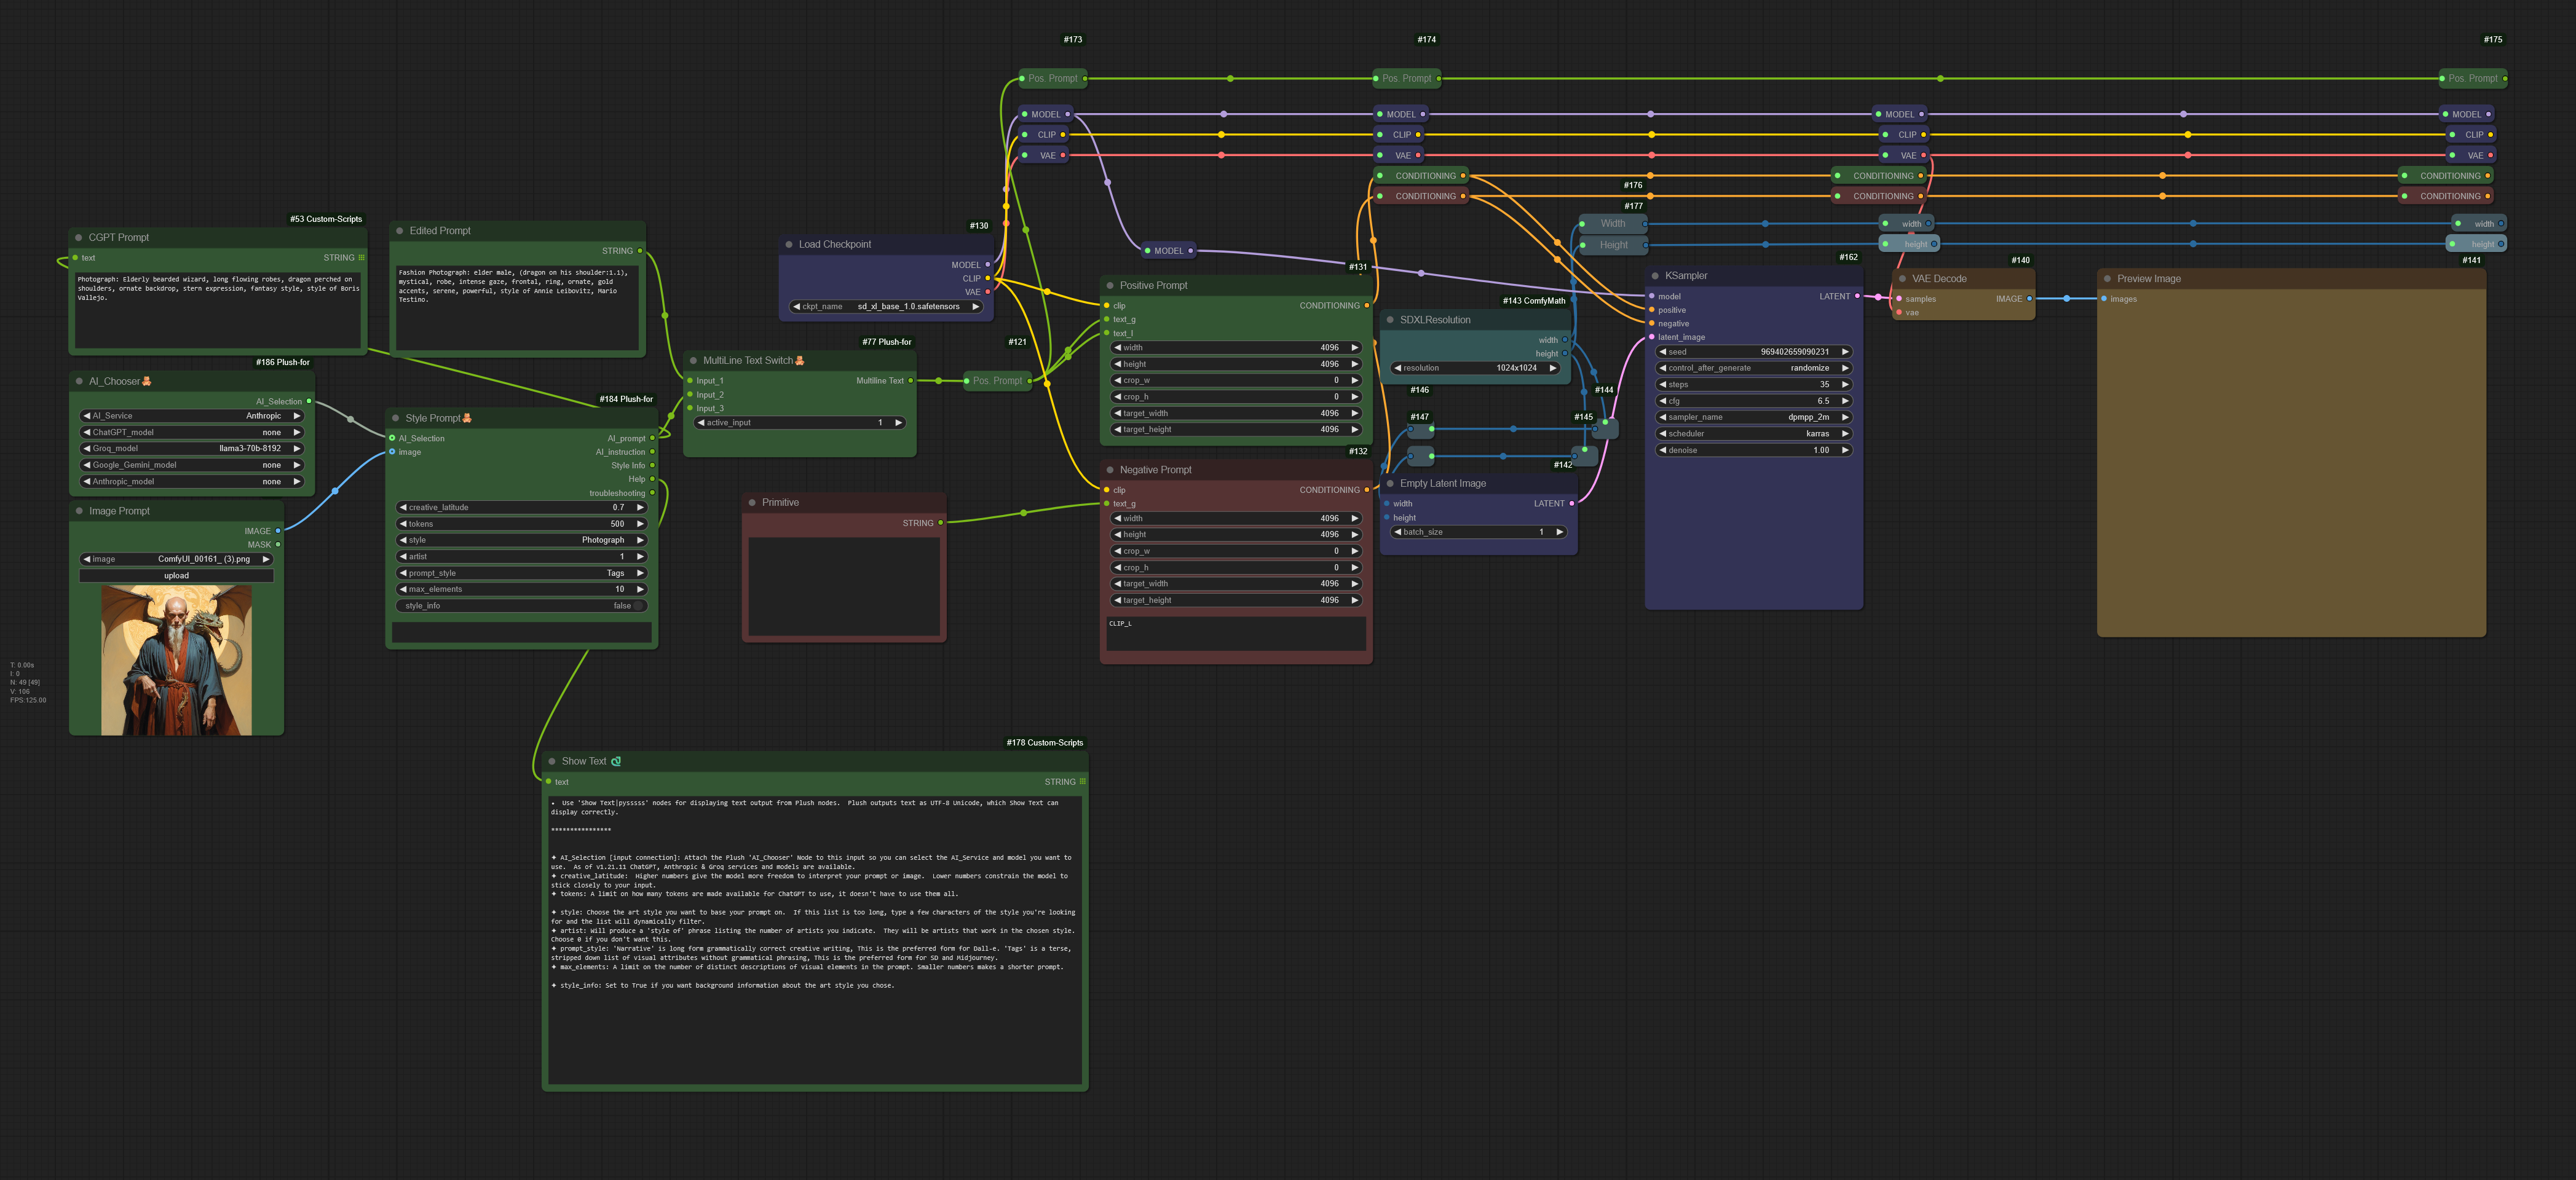 #173
#174
#175
Pos. Prompt
Pos. Prompt
Pos. Prompt
MODEL
MODEL
MODEL
MODEL
CLIP
CLIP
CLIP
CLIP
VAE
VAE
VAE
VAE
CONDITIONING
CONDITIONING
CONDITIONING
CONDITIONING
CONDITIONING
CONDITIONING
#176
#177
Width
width
width
Height
height
height
#53 Custom-Scripts
CGPT Prompt
text
STRING
Photograph: Elderly bearded wizard, long flowing robes, dragon perched on
shoulders, ornate backdrop, stern expression, fantasy style, style of Boris
Vallejo.
Edited Prompt
STRING
Fashion Photograph: elder male, (dragon on his shoulder:1.1),
mystical, robe, intense gaze, frontal, ring, ornate, gold
accents, serene, powerful, style of Annie Leibovitz, Mario
Testino.
#186 Plush-for
AI_Chooser
AI_Selection
AI_Service Anthropic
ChatGPT_model none
Groq_model llama3-70b-8192
Google_Gemini_model none
Anthropic_model none
Image Prompt
IMAGE
MASK
image ComfyUI_00161_ (3).png
upload
T: 0.00s
I: 0
N: 49 [49]
V: 106
FPS:125.00
#184 Plush-for
Style Prompt
AI_Selection
AI_prompt
image
AI_instruction
Style Info
Help
troubleshooting
creative_latitude 0.7
tokens 500
style Photograph
artist 1
prompt_style Tags
max_elements 10
style_info false
#77 Plush-for
MultiLine Text Switch
Input_1
Multiline Text
Input_2
Input_3
active_input 1
#130
Load Checkpoint
MODEL
CLIP
VAE
ckpt_name sd_xl_base_1.0.safetensors
#121
Pos. Prompt
MODEL
Primitive
STRING
#131
Positive Prompt
clip
CONDITIONING
text_g
text_l
width 4096
height 4096
crop_w 0
crop_h 0
target_width 4096
target_height 4096
#132
Negative Prompt
clip
CONDITIONING
text_g
width 4096
height 4096
crop_w 0
crop_h 0
target_width 4096
target_height 4096
CLIP_L
#143 ComfyMath
SDXLResolution
width
height
resolution 1024x1024
#146
#144
#147
#145
#142
Empty Latent Image
width
LATENT
height
batch_size 1
#162
KSampler
model
LATENT
positive
negative
latent_image
seed 969402659090231
control_after_generate randomize
steps 35
cfg 6.5
sampler_name dpmpp_2m
scheduler karras
denoise 1.00
#140
VAE Decode
samples
IMAGE
vae
#141
Preview Image
images
#178 Custom-Scripts
Show Text
text
STRING
• Use 'Show Text|pysssss' nodes for displaying text output from Plush nodes. Plush outputs text as UTF-8 Unicode, which Show Text can
display correctly.
****************
✦ AI_Selection [input connection]: Attach the Plush 'AI_Chooser' Node to this input so you can select the AI_Service and model you want to
use. As of v1.21.11 ChatGPT, Anthropic & Groq services and models are available.
✦ creative_latitude: Higher numbers give the model more freedom to interpret your prompt or image. Lower numbers constrain the model to
stick closely to your input.
✦ tokens: A limit on how many tokens are made available for ChatGPT to use, it doesn't have to use them all.
✦ style: Choose the art style you want to base your prompt on. If this list is too long, type a few characters of the style you're looking
for and the list will dynamically filter.
✦ artist: Will produce a 'style of' phrase listing the number of artists you indicate. They will be artists that work in the chosen style.
Choose 0 if you don't want this.
✦ prompt_style: 'Narrative' is long form grammatically correct creative writing, This is the preferred form for Dall-e. 'Tags' is a terse,
stripped down list of visual attributes without grammatical phrasing, This is the preferred form for SD and Midjourney.
✦ max_elements: A limit on the number of distinct descriptions of visual elements in the prompt. Smaller numbers makes a shorter prompt.
✦ style_info: Set to True if you want background information about the art style you chose.